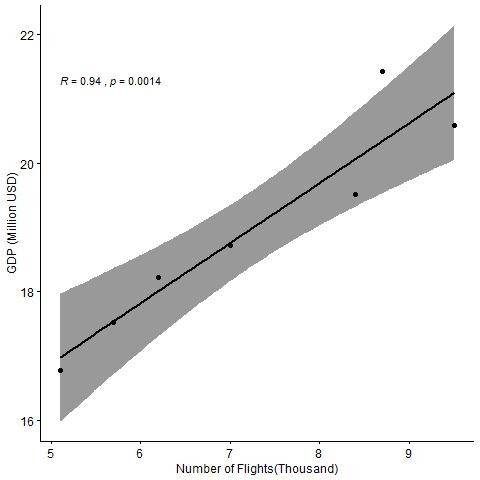 22
R = 0.94 , p = 0.0014
20
GDP (Million USD)
18
16
5 6 7 8 9
Number of Flights(Thousand)